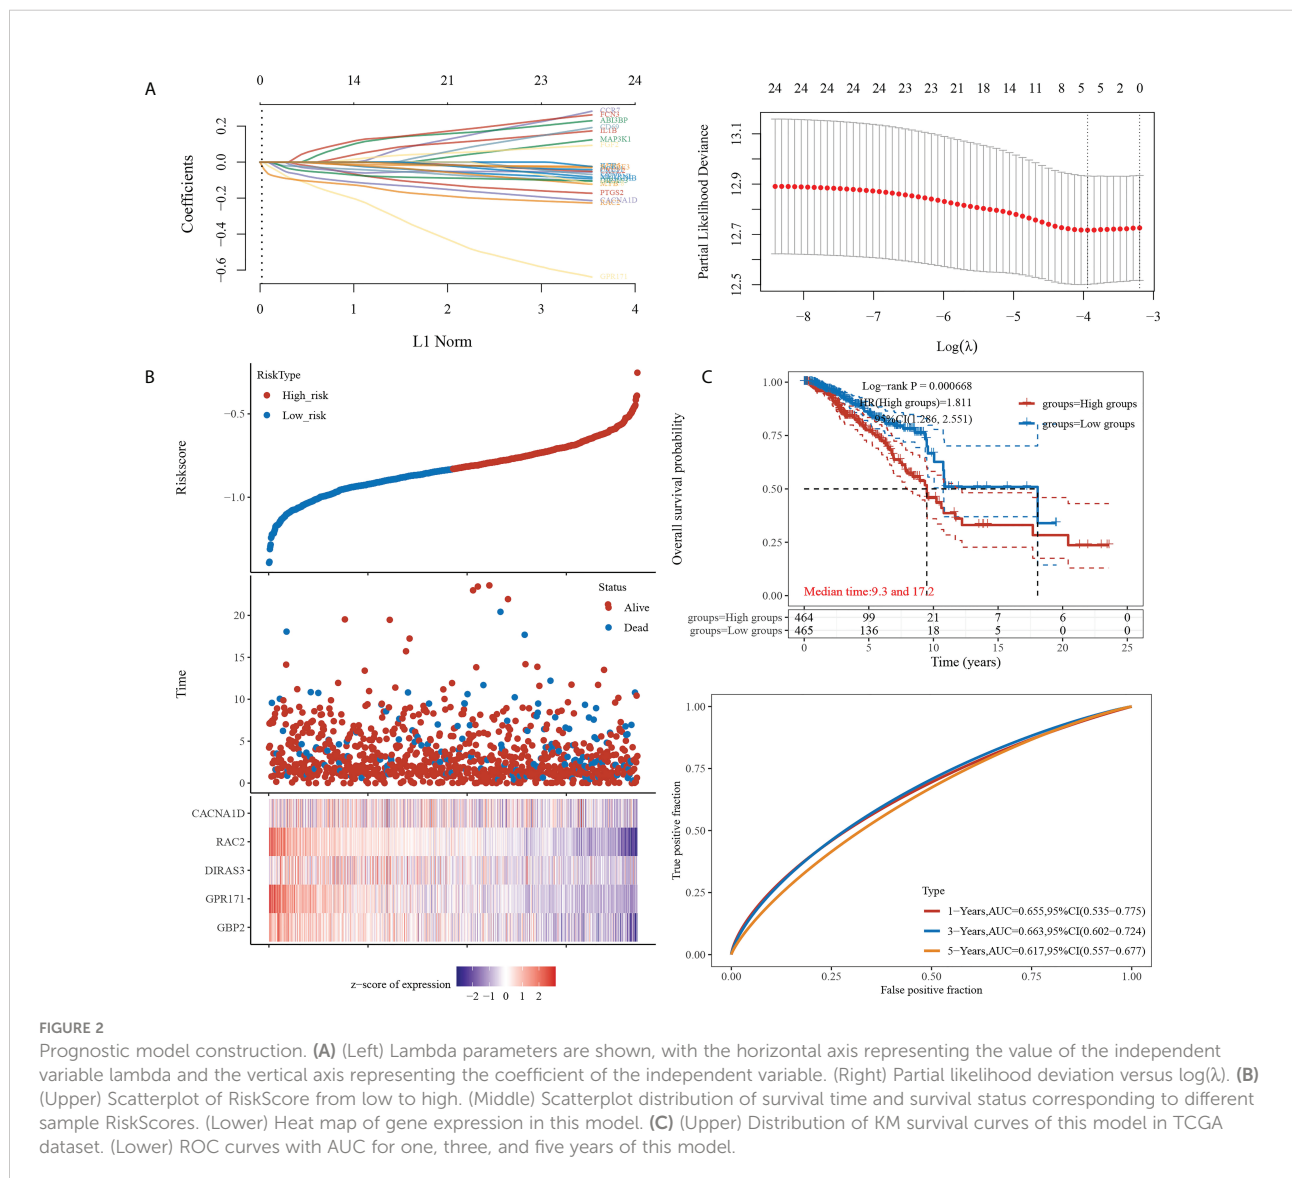 A
0 14 21 23 24
Coefficients
0.2
0.0
−0.2
−0.4
−0.6
CCR7
FCN3
ABI3BP
CD69
IL1B
MAP3K1
PTGS2
CACNA1D
RAC2
GPR171
0 1 2 3 4
L1 Norm
24 24 24 24 24 23 23 21 18 14 11 8 5 5 2 0
Partial Likelihood Deviance
13.1
12.9
12.7
12.5
−8 −7 −6 −5 −4 −3
Log(λ)
B
RiskType
High_risk
Low_risk
Riskscore
−0.5
−1.0
Status
Alive
Dead
Time
20
15
10
5
0
CACNA1D
RAC2
DIRAS3
GPR171
GBP2
z−score of expression
−2 −1 0 1 2
C
Overall survival probability
1.00
0.75
0.50
0.25
0.00
Log−rank P = 0.000668
HR(High groups)=1.811
95%CI(1.286, 2.551)
groups=High groups
groups=Low groups
Median time:9.3 and 17.2
groups=High groups 464 99 21 7 6 0
groups=Low groups 465 136 18 5 0 0
0 5 10 15 20 25
Time (years)
True positive fraction
1.00
0.75
0.50
0.25
0.00
Type
1−Years,AUC=0.655,95%CI(0.535−0.775)
3−Years,AUC=0.663,95%CI(0.602−0.724)
5−Years,AUC=0.617,95%CI(0.557−0.677)
0.00 0.25 0.50 0.75 1.00
False positive fraction
FIGURE 2
Prognostic model construction. (A) (Left) Lambda parameters are shown, with the horizontal axis representing the value of the independent
variable lambda and the vertical axis representing the coefficient of the independent variable. (Right) Partial likelihood deviation versus log(λ). (B)
(Upper) Scatterplot of RiskScore from low to high. (Middle) Scatterplot distribution of survival time and survival status corresponding to different
sample RiskScores. (Lower) Heat map of gene expression in this model. (C) (Upper) Distribution of KM survival curves of this model in TCGA
dataset. (Lower) ROC curves with AUC for one, three, and five years of this model.